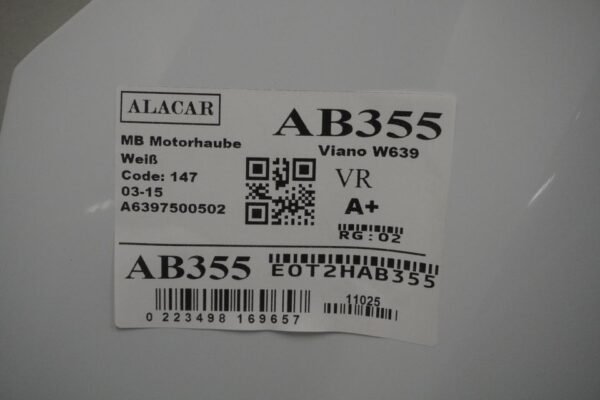 ALACAR
AB355
MB Motorhaube
Weiß
Code: 147
03-15
A6397500502
Viano W639
VR
A+
RG:02
AB355
E0T2HAB355
0 223498 169657
11025